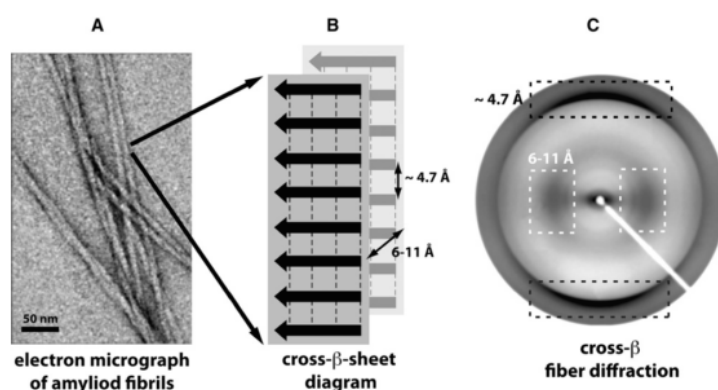 A
B
C
50 nm
~ 4.7 Å
6-11 Å
~ 4.7 Å
6-11 Å
electron micrograph
of amyliod fibrils
cross-β-sheet
diagram
cross-β
fiber diffraction